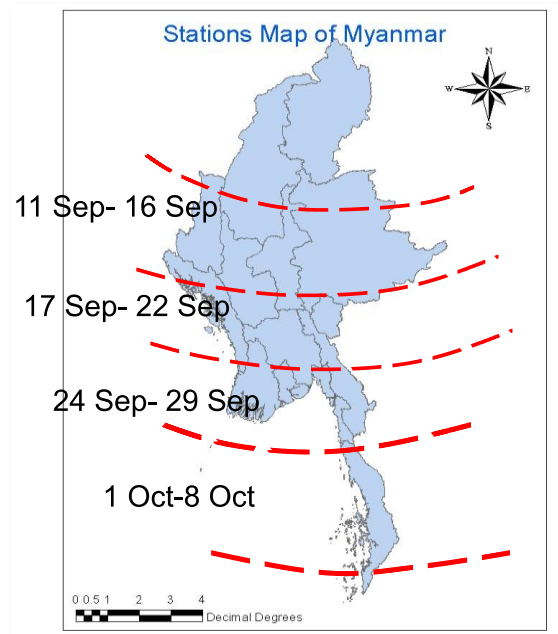 Stations Map of Myanmar
N
W E
S
11 Sep- 16 Sep
17 Sep- 22 Sep
24 Sep- 29 Sep
1 Oct-8 Oct
0 0.5 1 2 3 4
Decimal Degrees